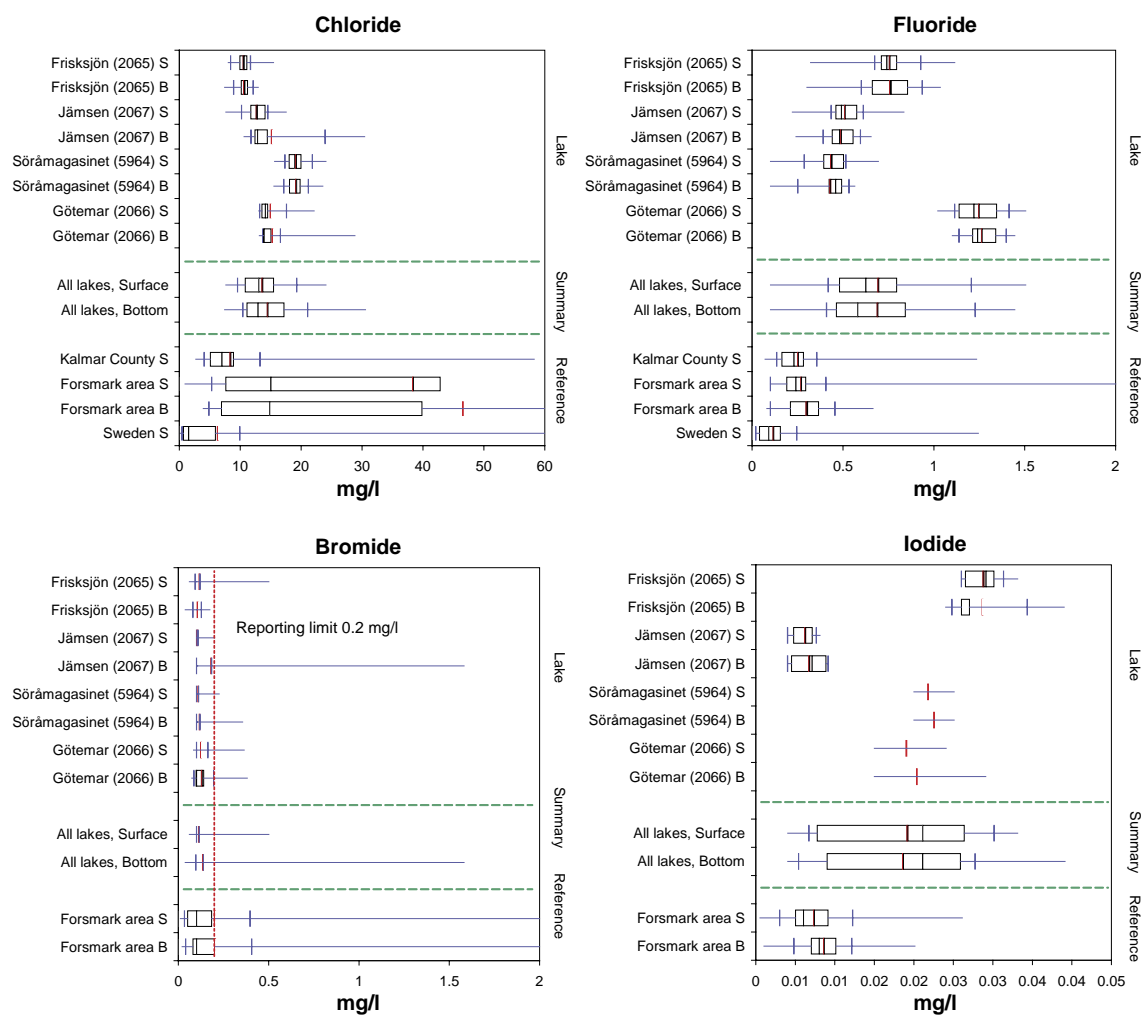 Chloride
Frisksjön (2065) S
Frisksjön (2065) B
Jämsen (2067) S
Jämsen (2067) B
Söråmagasinet (5964) S
Söråmagasinet (5964) B
Götemar (2066) S
Götemar (2066) B
All lakes, Surface
All lakes, Bottom
Kalmar County S
Forsmark area S
Forsmark area B
Sweden S
Lake
Summary
Reference
0 10 20 30 40 50 60
mg/l
Fluoride
Frisksjön (2065) S
Frisksjön (2065) B
Jämsen (2067) S
Jämsen (2067) B
Söråmagasinet (5964) S
Söråmagasinet (5964) B
Götemar (2066) S
Götemar (2066) B
All lakes, Surface
All lakes, Bottom
Kalmar County S
Forsmark area S
Forsmark area B
Sweden S
Lake
Summary
Reference
0 0.5 1 1.5 2
mg/l
Bromide
Frisksjön (2065) S
Frisksjön (2065) B
Jämsen (2067) S
Jämsen (2067) B
Söråmagasinet (5964) S
Söråmagasinet (5964) B
Götemar (2066) S
Götemar (2066) B
All lakes, Surface
All lakes, Bottom
Forsmark area S
Forsmark area B
Reporting limit 0.2 mg/l
Lake
Summary
Reference
0 0.5 1 1.5 2
mg/l
Iodide
Frisksjön (2065) S
Frisksjön (2065) B
Jämsen (2067) S
Jämsen (2067) B
Söråmagasinet (5964) S
Söråmagasinet (5964) B
Götemar (2066) S
Götemar (2066) B
All lakes, Surface
All lakes, Bottom
Forsmark area S
Forsmark area B
Lake
Summary
Reference
0 0.01 0.01 0.02 0.02 0.03 0.03 0.04 0.04 0.05
mg/l